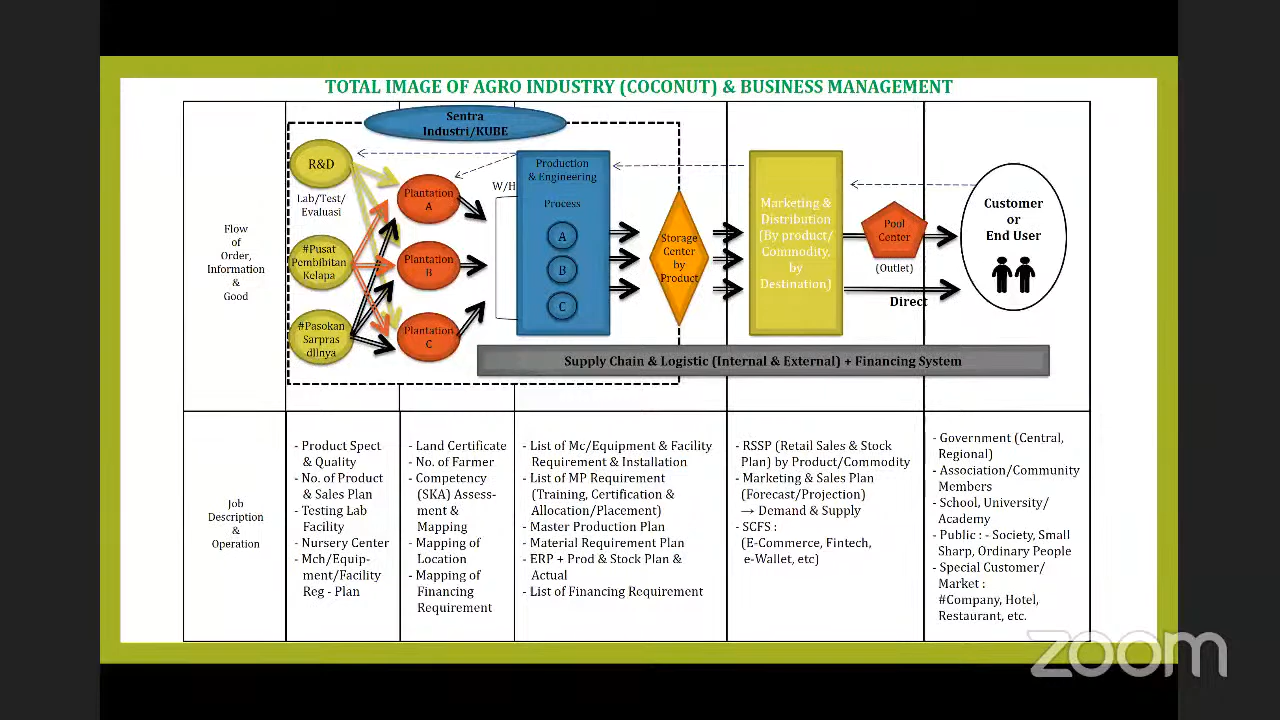 TOTAL IMAGE OF AGRO INDUSTRY (COCONUT) & BUSINESS MANAGEMENT
Flow
of
Order,
Information
&
Good
Sentra
Industri/KUBE
R&D
Lab/Test/
Evaluasi
#Pusat
Pembibitan
Kelapa
#Pasokan
Sarpras
dllnya
Plantation
A
Plantation
B
Plantation
C
W/H
Production
& Engineering
Process
A
B
C
Storage
Center
by
Product
Marketing &
Distribution
(By product/
Commodity,
by
Destination)
Pool
Center
(Outlet)
Direct
Customer
or
End User
Supply Chain & Logistic (Internal & External) + Financing System
Job
Description
&
Operation
- Product Spect
& Quality
- No. of Product
& Sales Plan
- Testing Lab
Facility
- Nursery Center
- Mch/Equip-
ment/Facility
Reg - Plan
- Land Certificate
- No. of Farmer
- Competency
(SKA) Assess-
ment &
Mapping
- Mapping of
Location
- Mapping of
Financing
Requirement
- List of Mc/Equipment & Facility
Requirement & Installation
- List of MP Requirement
(Training, Certification &
Allocation/Placement)
- Master Production Plan
- Material Requirement Plan
- ERP + Prod & Stock Plan &
Actual
- List of Financing Requirement
- RSSP (Retail Sales & Stock
Plan) by Product/Commodity
- Marketing & Sales Plan
(Forecast/Projection)
→ Demand & Supply
- SCFS :
(E-Commerce, Fintech,
e-Wallet, etc)
- Government (Central,
Regional)
- Association/Community
Members
- School, University/
Academy
- Public : - Society, Small
Sharp, Ordinary People
- Special Customer/
Market :
#Company, Hotel,
Restaurant, etc.
zoom